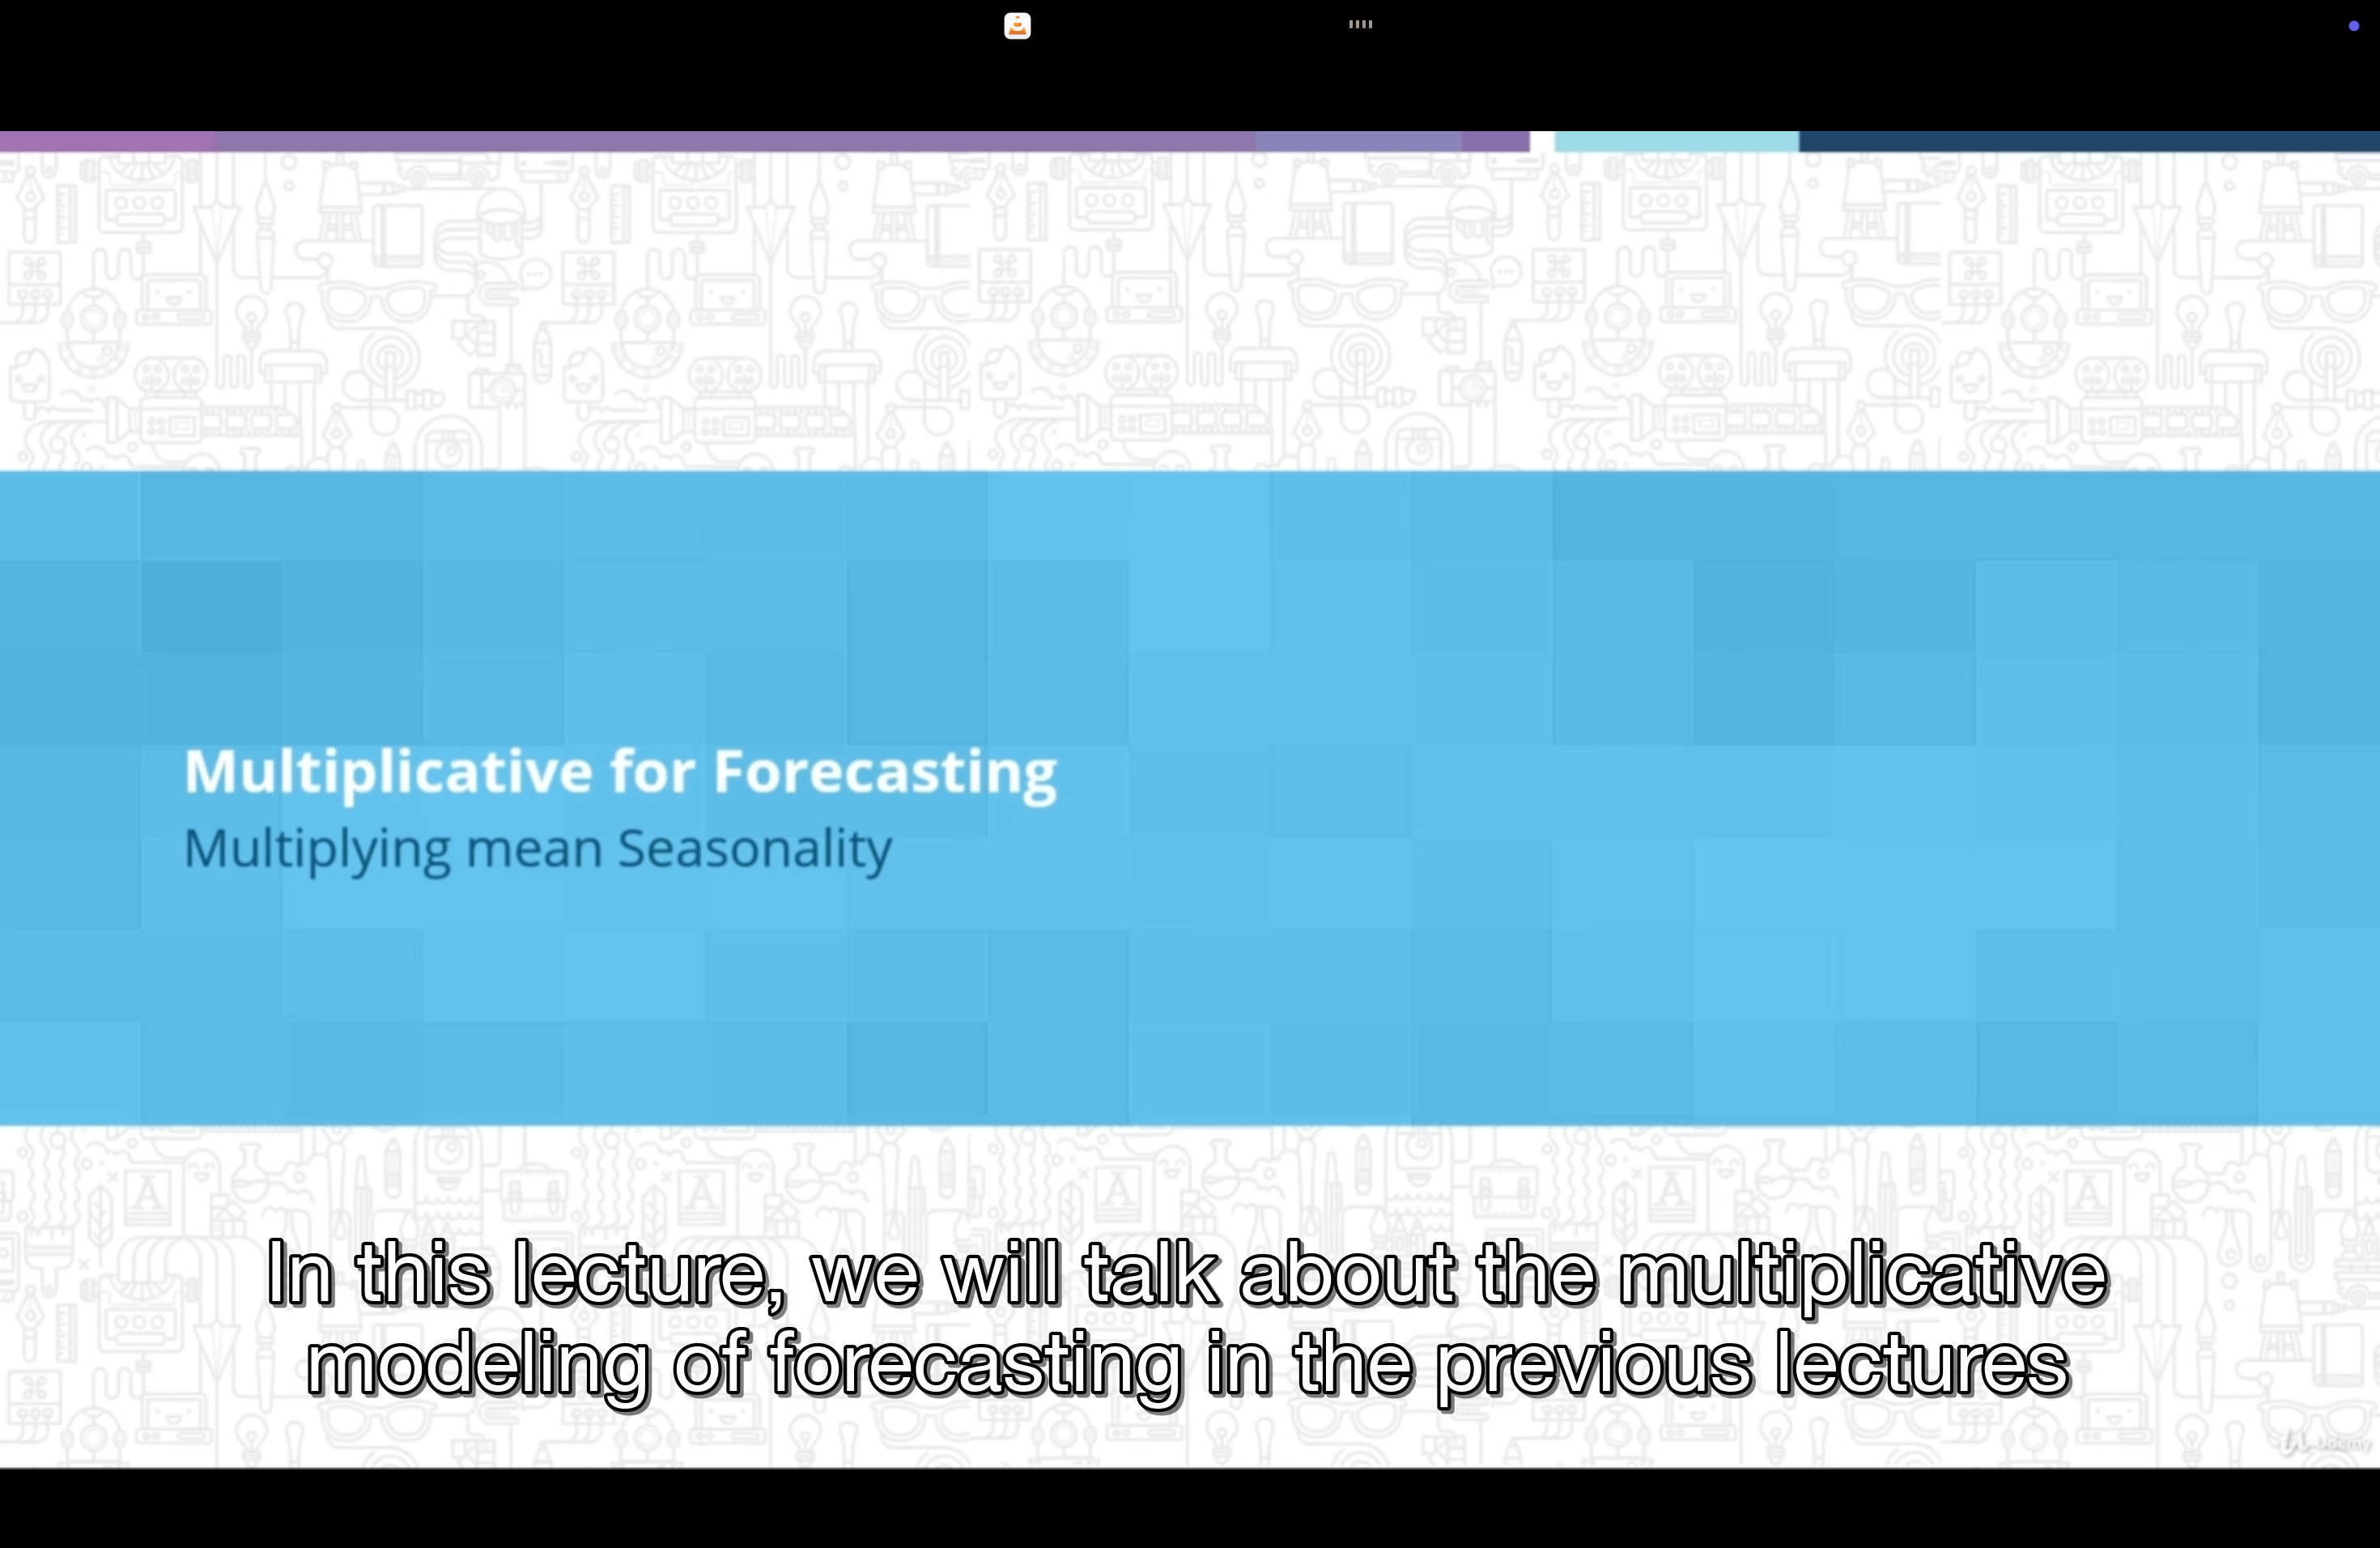 Multiplicative for Forecasting
Multiplying mean Seasonality
In this lecture, we will talk about the multiplicative
modeling of forecasting in the previous lectures
Udemy